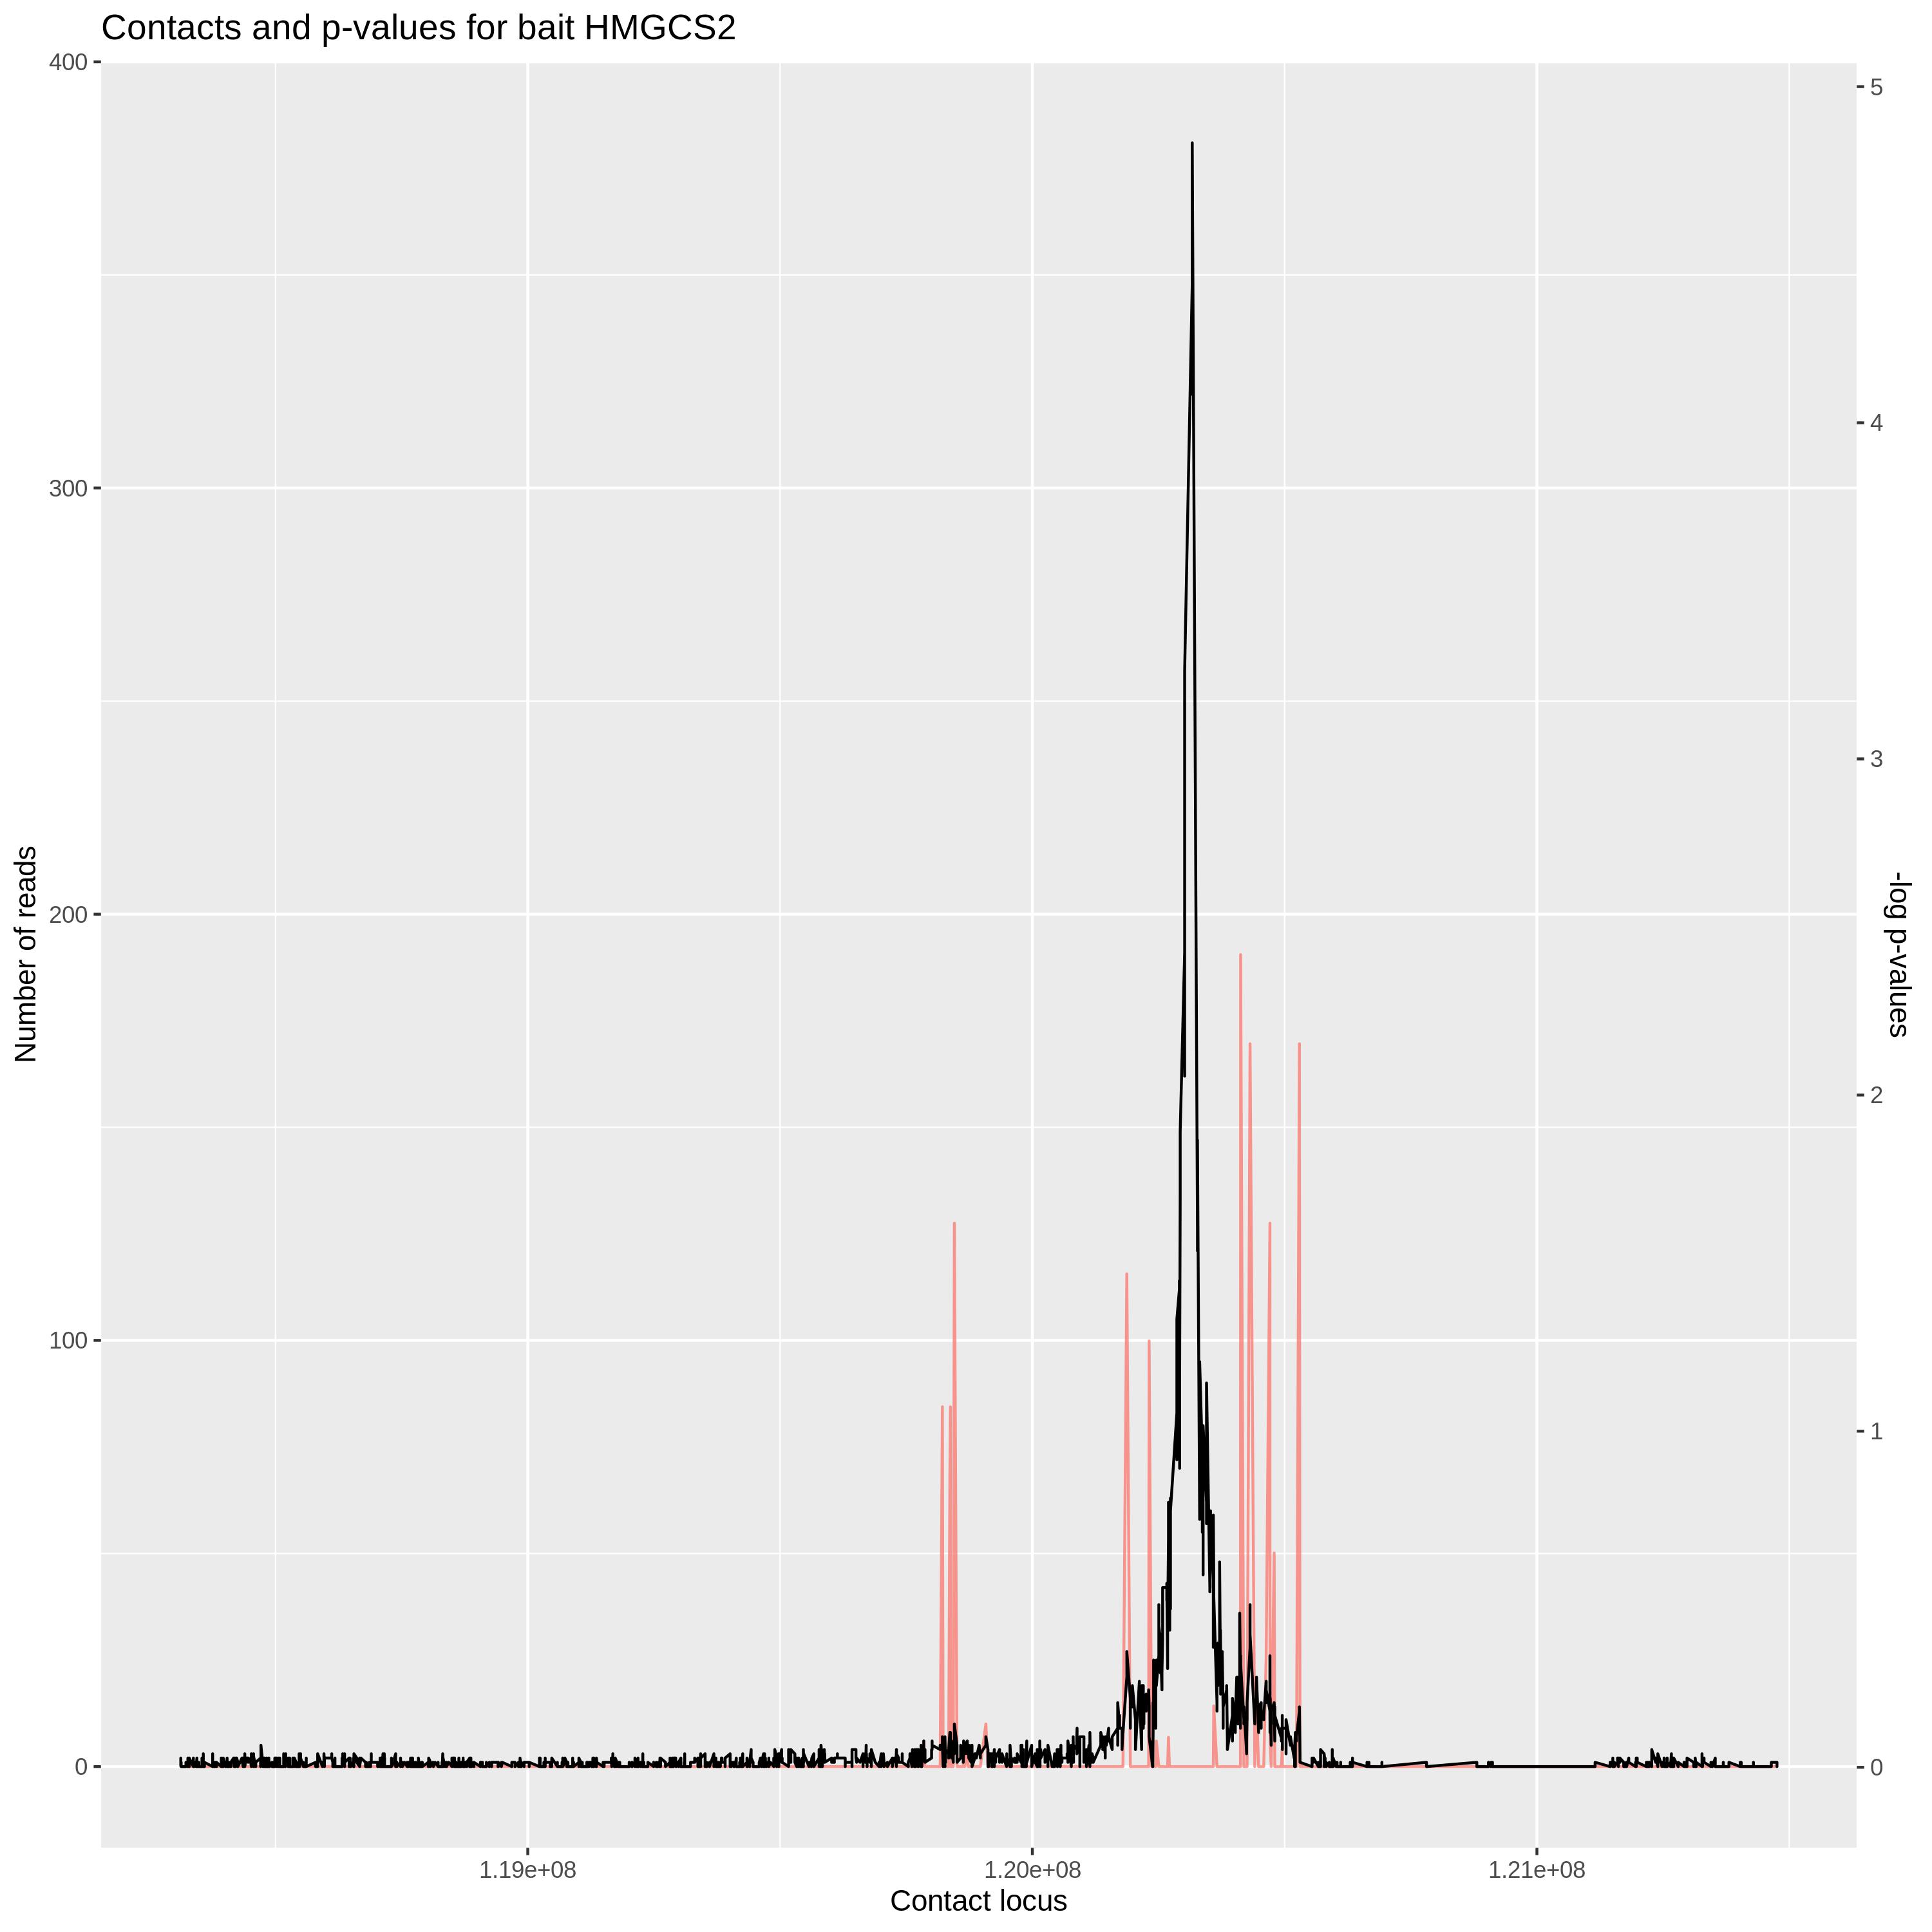 Contacts and p-values for bait HMGCS2
400
300
200
100
0
Number of reads
5
4
3
2
1
0
-log p-values
1.19e+08
1.20e+08
1.21e+08
Contact locus